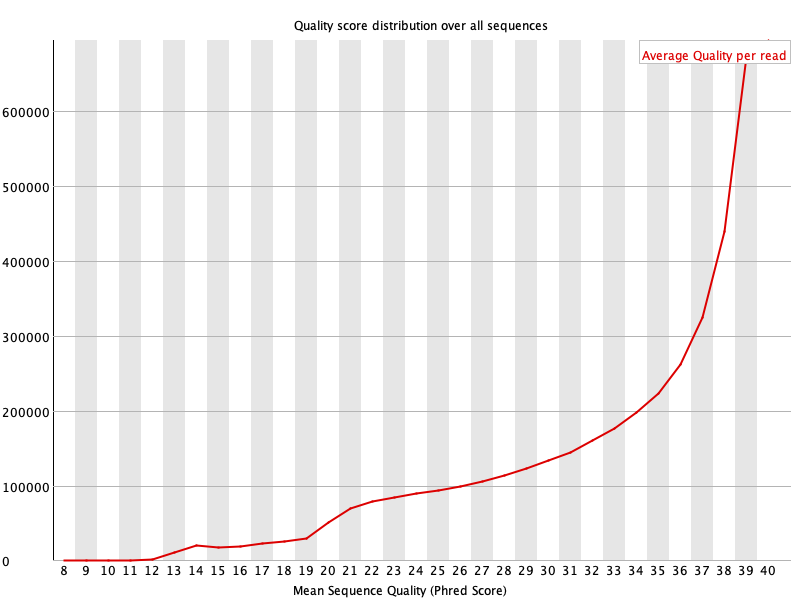 Quality score distribution over all sequences
Average Quality per read
600000
500000
400000
300000
200000
100000
0
8 9 10 11 12 13 14 15 16 17 18 19 20 21 22 23 24 25 26 27 28 29 30 31 32 33 34 35 36 37 38 39 40
Mean Sequence Quality (Phred Score)